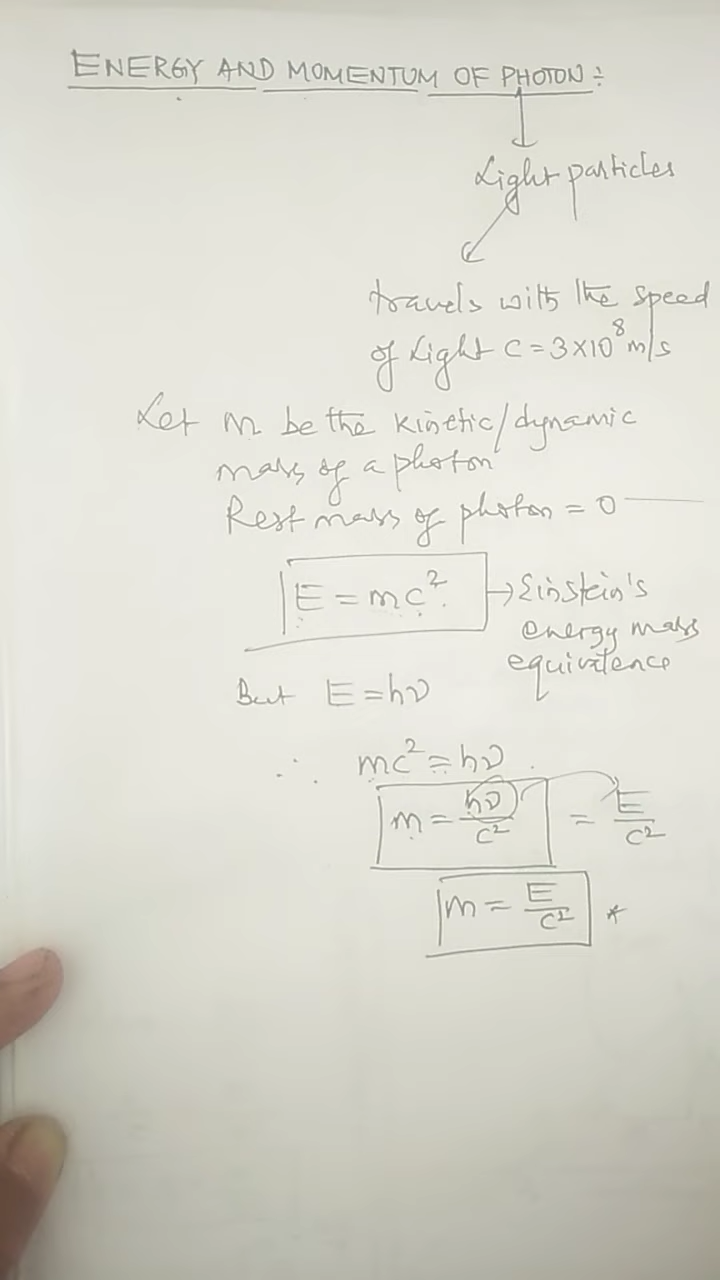 ENERGY AND MOMENTUM OF PHOTON :
Light particles
travels with the speed
of Light C = 3×10⁸ m/s
Let m be the kinetic/dynamic
mass of a photon
Rest mass of photon = 0
E = mc² → Einstein's
energy mass
equivalence
But E = hν
∴ mc² = hν
m = hν/c² = E/c²
m = E/c² *